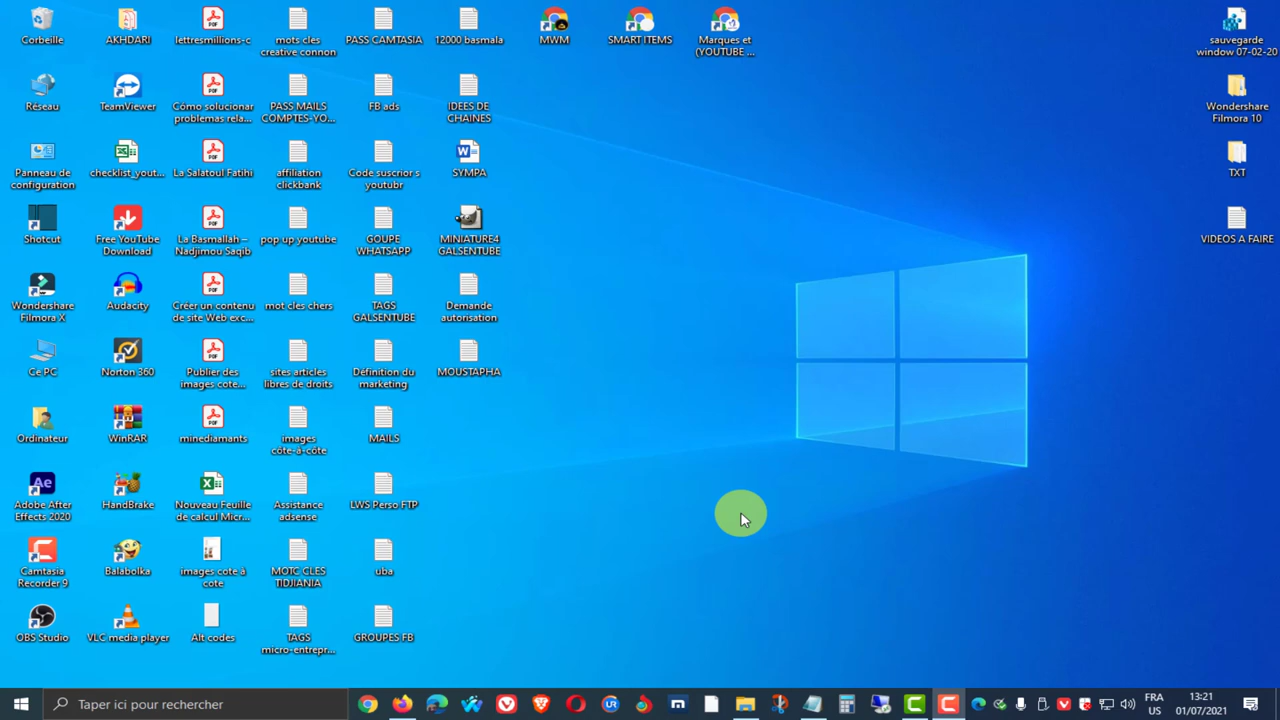 Corbeille
AKHDARI
lettresmillions-c
mots cles
creative connon
PASS CAMTASIA
12000 basmala
MWM
SMART ITEMS
Marques et
(YOUTUBE ...
sauvegarde
window 07-02-20
Réseau
TeamViewer
Cómo solucionar
problemas rela...
PASS MAILS
COMPTES-YO...
FB ads
IDEES DE
CHAINES
Wondershare
Filmora 10
Panneau de
configuration
checklist_yout...
La Salatoul Fatihi
affiliation
clickbank
Code suscrior s
youtubr
SYMPA
TXT
Shotcut
Free YouTube
Download
La Basmallah –
Nadjimou Saqib
pop up youtube
GOUPE
WHATSAPP
MINIATURE4
GALSENTUBE
VIDEOS A FAIRE
Wondershare
Filmora X
Audacity
Créer un contenu
de site Web exc...
mot cles chers
TAGS
GALSENTUBE
Demande
autorisation
Ce PC
Norton 360
Publier des
images cote...
sites articles
libres de droits
Définition du
marketing
MOUSTAPHA
Ordinateur
WinRAR
minediamants
images
côte-à-côte
MAILS
Adobe After
Effects 2020
HandBrake
Nouveau Feuille
de calcul Micr...
Assistance
adsense
LWS Perso FTP
Camtasia
Recorder 9
Balabolka
images cote à
cote
MOTC CLES
TIDJIANIA
uba
OBS Studio
VLC media player
Alt codes
TAGS
micro-entrepr...
GROUPES FB
Taper ici pour rechercher
FRA
US
13:21
01/07/2021